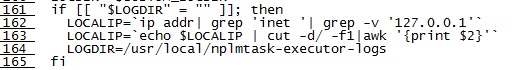 161    if [[ "$LOGDIR" = "" ]]; then
162      LOCALIP=`ip addr| grep 'inet '| grep -v '127.0.0.1'`
163      LOCALIP=`echo $LOCALIP | cut -d/ -f1|awk '{print $2}'`
164      LOGDIR=/usr/local/nplmtask-executor-logs
165    fi